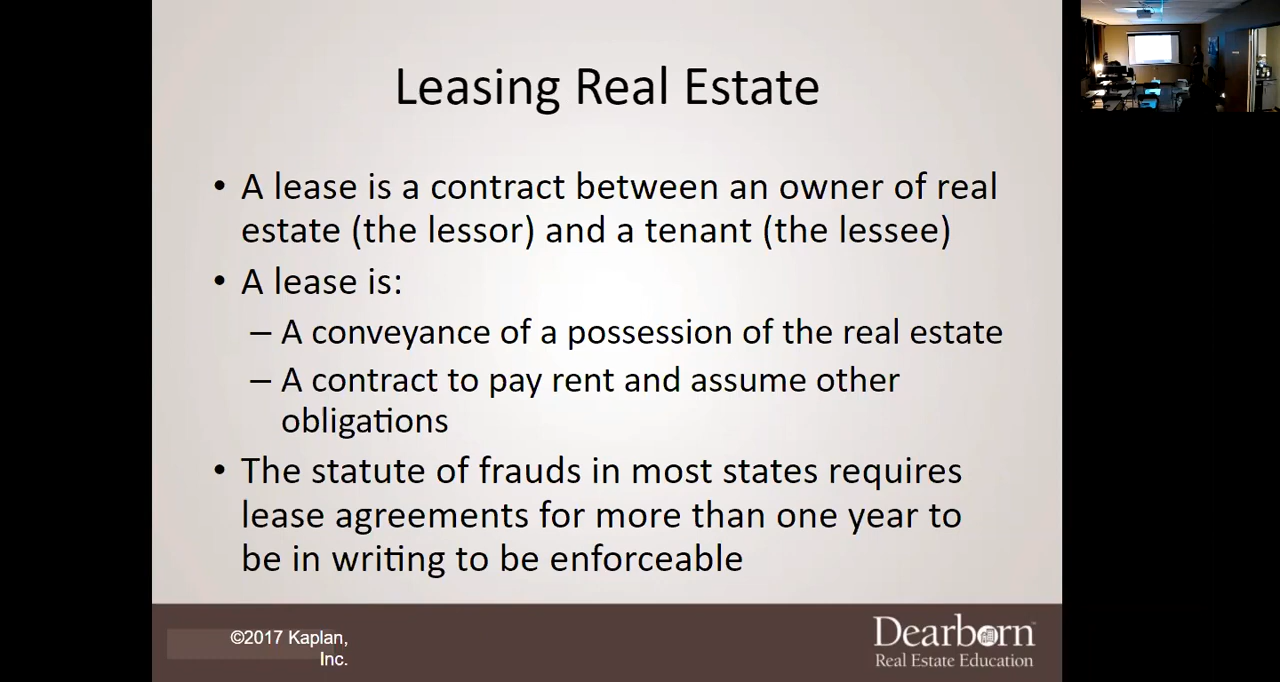 Leasing Real Estate
• A lease is a contract between an owner of real
estate (the lessor) and a tenant (the lessee)
• A lease is:
– A conveyance of a possession of the real estate
– A contract to pay rent and assume other
obligations
• The statute of frauds in most states requires
lease agreements for more than one year to
be in writing to be enforceable
©2017 Kaplan,
Inc.
Dearborn™
Real Estate Education